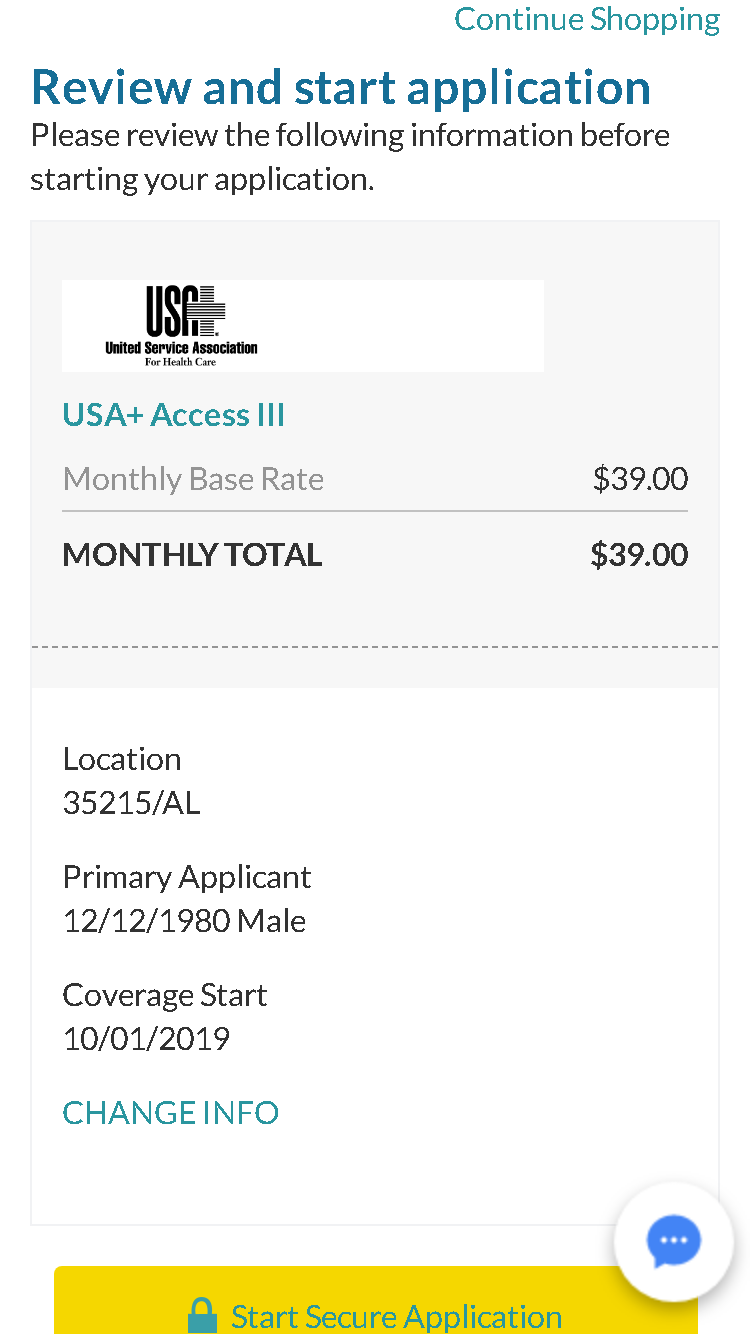 Continue Shopping
Review and start application
Please review the following information before
starting your application.
USA+
United Service Association
For Health Care
USA+ Access III
Monthly Base Rate $39.00
MONTHLY TOTAL $39.00
Location
35215/AL
Primary Applicant
12/12/1980 Male
Coverage Start
10/01/2019
CHANGE INFO
Start Secure Application